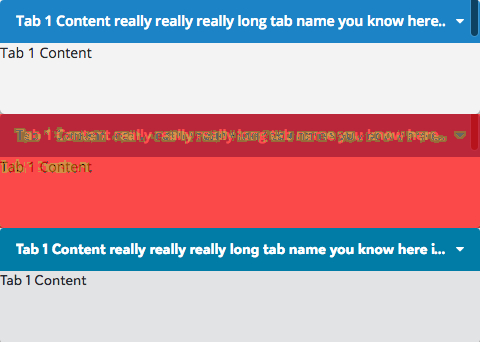 Tab 1 Content really really really long tab name you know here..
Tab 1 Content
Tab 1 Content really really really long tab name you know here...
Tab 1 Content
Tab 1 Content really really really long tab name you know here i...
Tab 1 Content